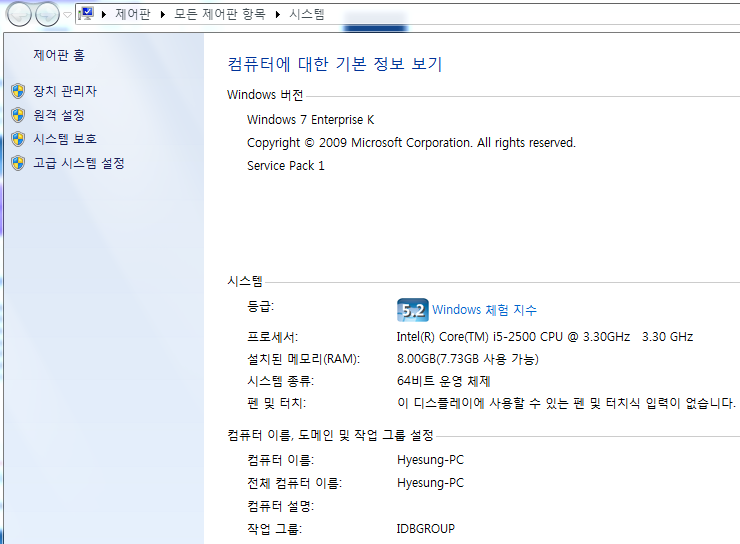 제어판 ▸ 모든 제어판 항목 ▸ 시스템
제어판 홈
장치 관리자
원격 설정
시스템 보호
고급 시스템 설정
컴퓨터에 대한 기본 정보 보기
Windows 버전
Windows 7 Enterprise K
Copyright © 2009 Microsoft Corporation. All rights reserved.
Service Pack 1
시스템
등급: 5.2 Windows 체험 지수
프로세서: Intel(R) Core(TM) i5-2500 CPU @ 3.30GHz 3.30 GHz
설치된 메모리(RAM): 8.00GB(7.73GB 사용 가능)
시스템 종류: 64비트 운영 체제
펜 및 터치: 이 디스플레이에 사용할 수 있는 펜 및 터치식 입력이 없습니다.
컴퓨터 이름, 도메인 및 작업 그룹 설정
컴퓨터 이름: Hyesung-PC
전체 컴퓨터 이름: Hyesung-PC
컴퓨터 설명:
작업 그룹: IDBGROUP